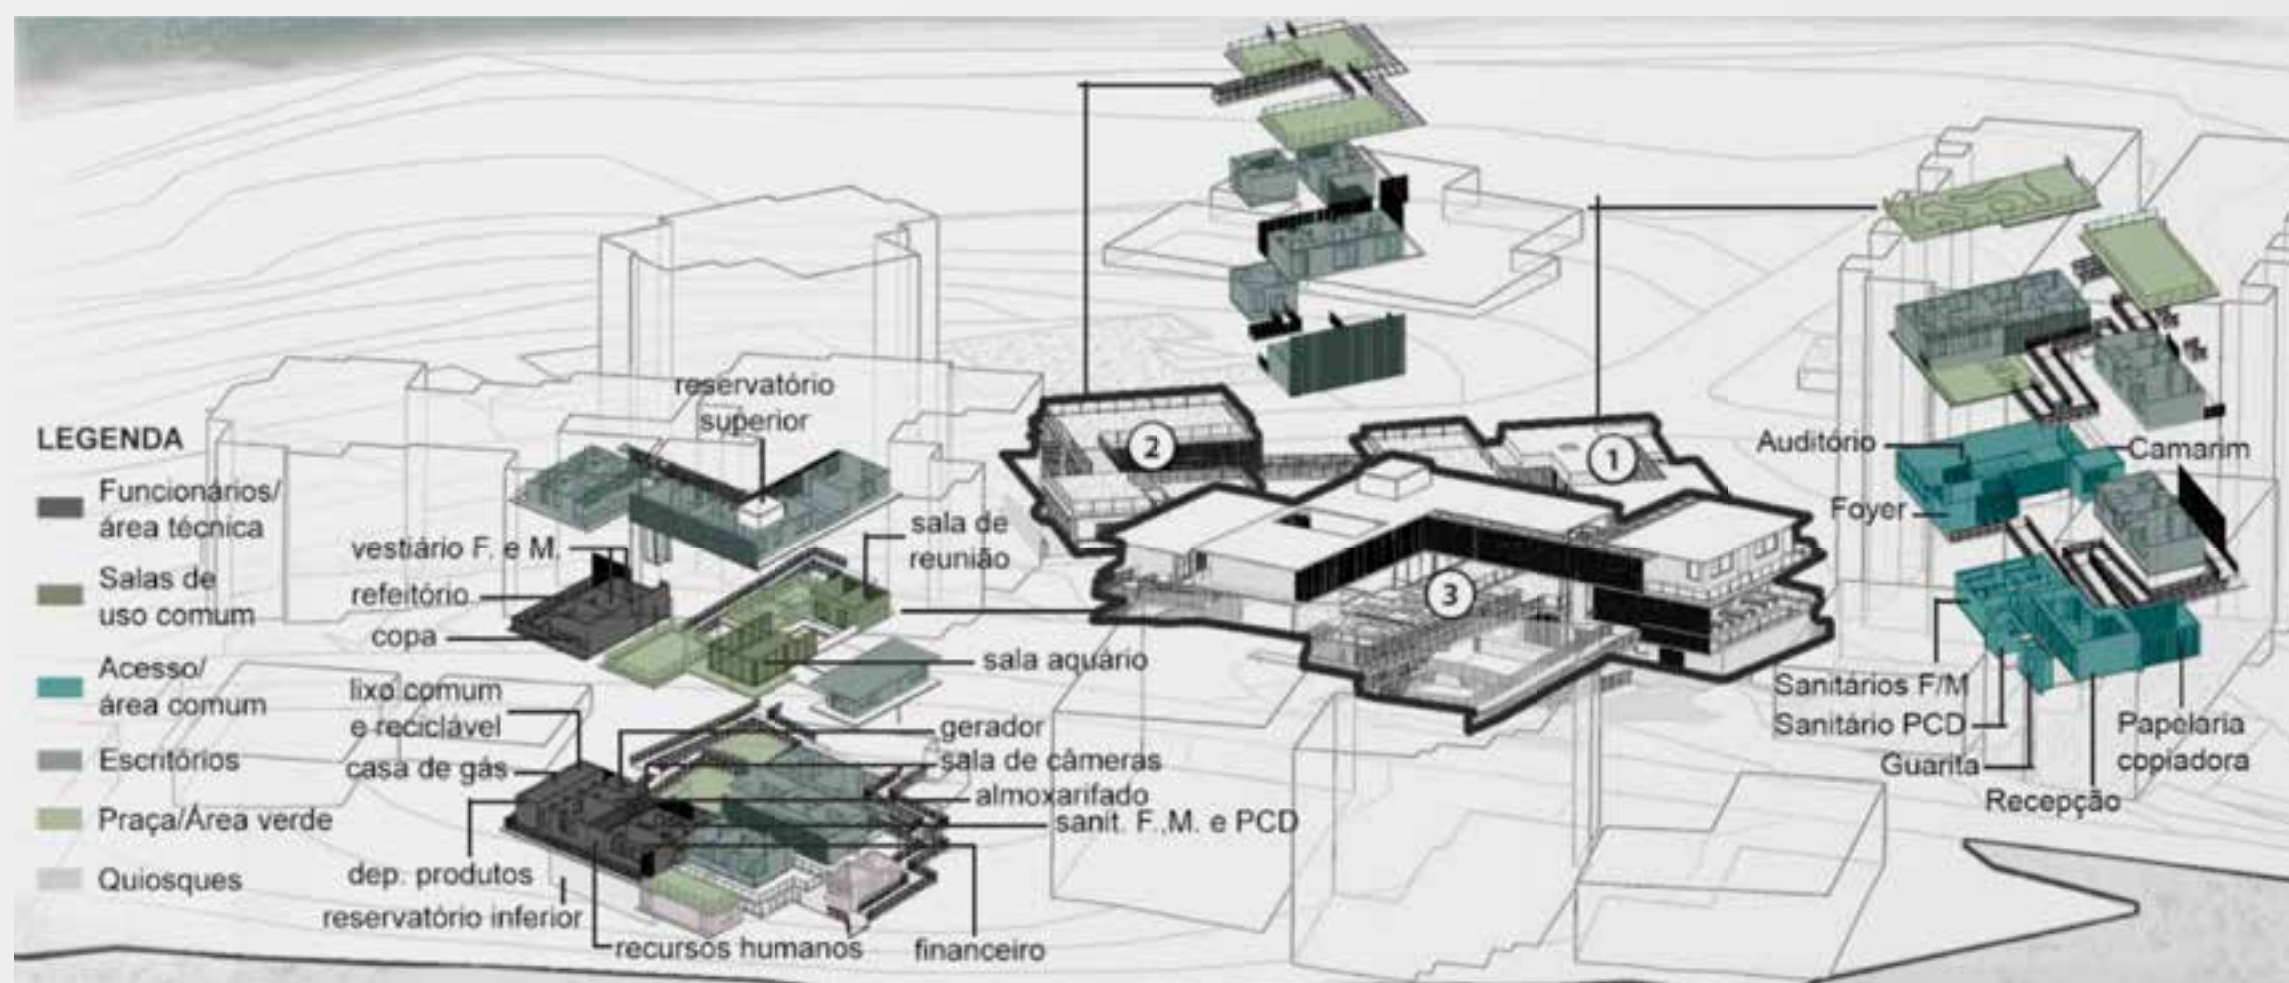 LEGENDA
Funcionários/
área técnica
Salas de
uso comum
Acesso/
área comum
Escritórios
Praça/Área verde
Quiosques
reservatório
superior
vestiário F. e M.
refeitório
copa
sala de
reunião
sala aquário
lixo comum
e reciclável
casa de gás
gerador
sala de câmeras
almoxarifado
sanit. F.,M. e PCD
dep. produtos
reservatório inferior
recursos humanos
financeiro
2
1
3
Auditório
Camarim
Foyer
Sanitários F/M
Sanitário PCD
Guarita
Recepção
Papelaria
copiadora